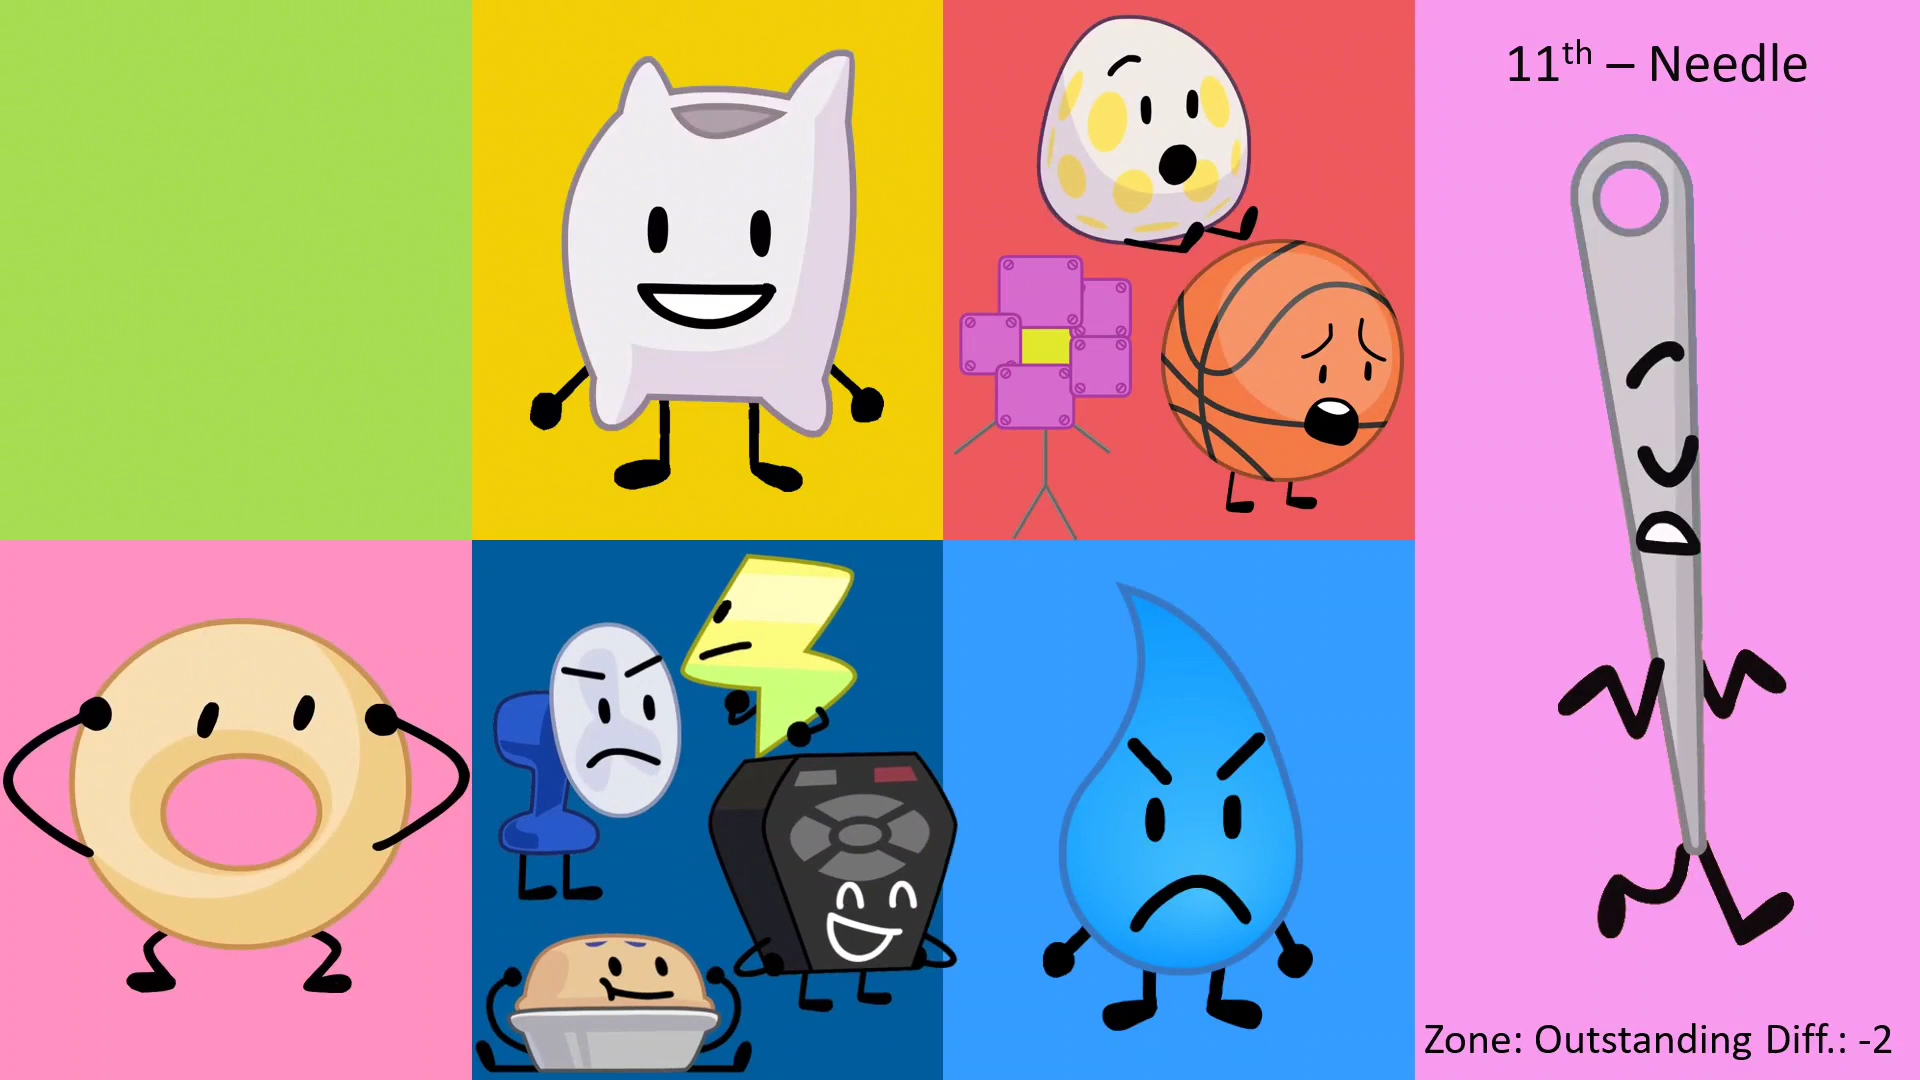 11th – Needle
Zone: Outstanding Diff.: -2